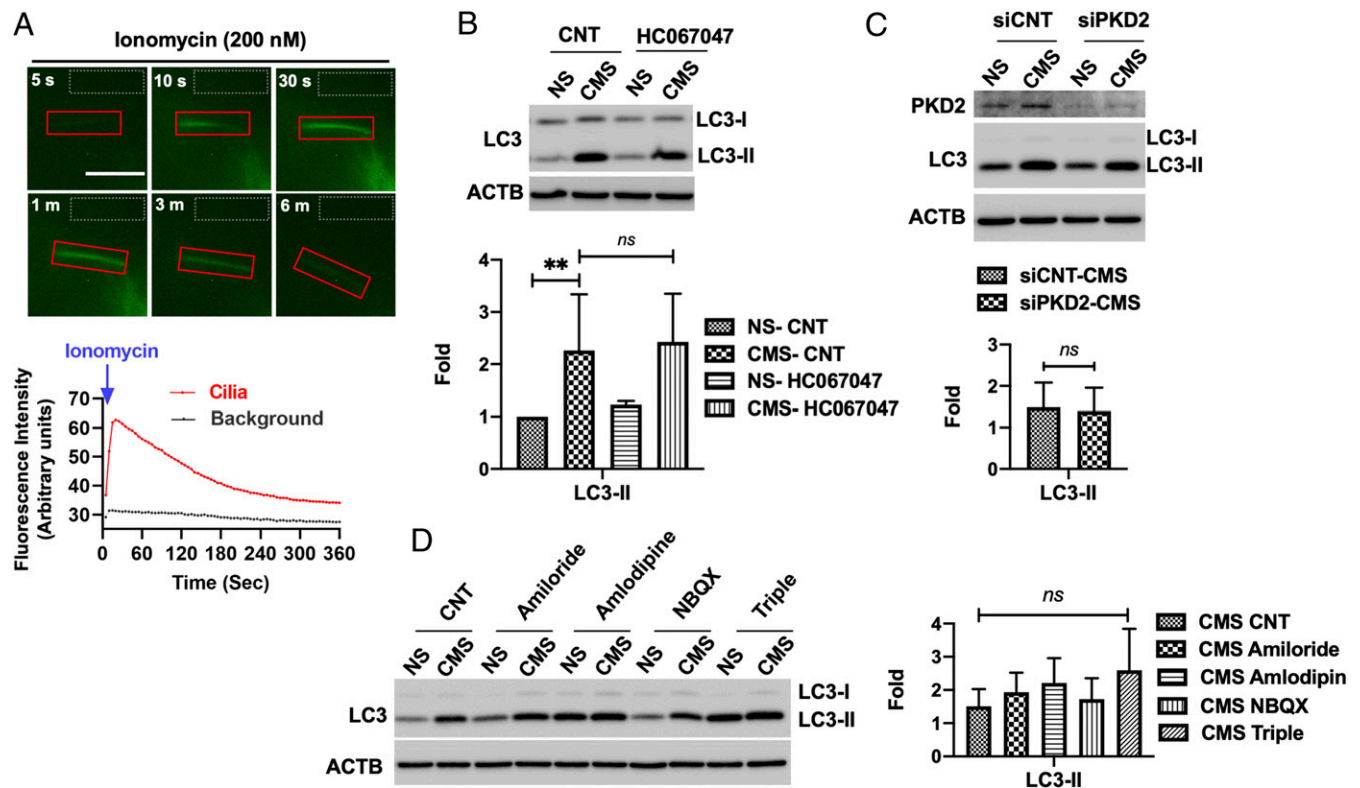 A
Ionomycin (200 nM)
5 s
10 s
30 s
1 m
3 m
6 m
Ionomycin
Cilia
Background
Fluorescence Intensity
(Arbitrary units)
70
60
50
40
30
0 60 120 180 240 300 360
Time (Sec)
B
CNT HC067047
NS CMS NS CMS
LC3
LC3-I
LC3-II
ACTB
ns
**
Fold
4
3
2
1
0
LC3-II
NS- CNT
CMS- CNT
NS- HC067047
CMS- HC067047
C
siCNT siPKD2
NS CMS NS CMS
PKD2
LC3
LC3-I
LC3-II
ACTB
siCNT-CMS
siPKD2-CMS
ns
Fold
3
2
1
0
LC3-II
D
CNT Amiloride Amlodipine NBQX Triple
NS CMS NS CMS NS CMS NS CMS NS CMS
LC3
LC3-I
LC3-II
ACTB
ns
Fold
4
3
2
1
0
LC3-II
CMS CNT
CMS Amiloride
CMS Amlodipin
CMS NBQX
CMS Triple